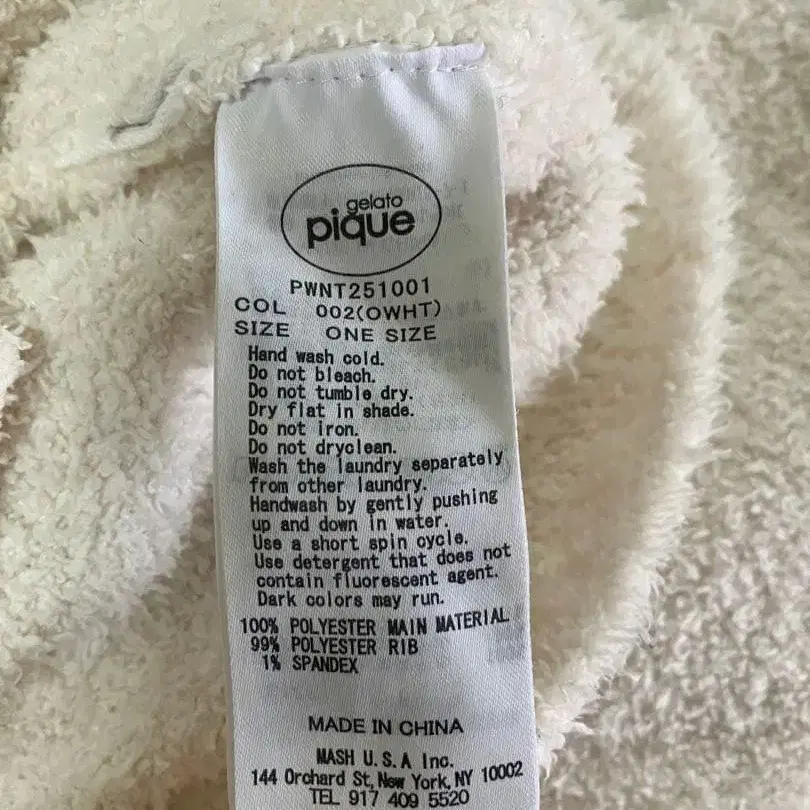 gelato
pique
PWNT251001
COL 002(OWHT)
SIZE ONE SIZE
Hand wash cold.
Do not bleach.
Do not tumble dry.
Dry flat in shade.
Do not iron.
Do not dryclean.
Wash the laundry separately
from other laundry.
Handwash by gently pushing
up and down in water.
Use a short spin cycle.
Use detergent that does not
contain fluorescent agent.
Dark colors may run.
100% POLYESTER MAIN MATERIAL
99% POLYESTER RIB
1% SPANDEX
MADE IN CHINA
MASH U.S.A Inc.
144 Orchard St, New York, NY 10002
TEL 917 409 5520